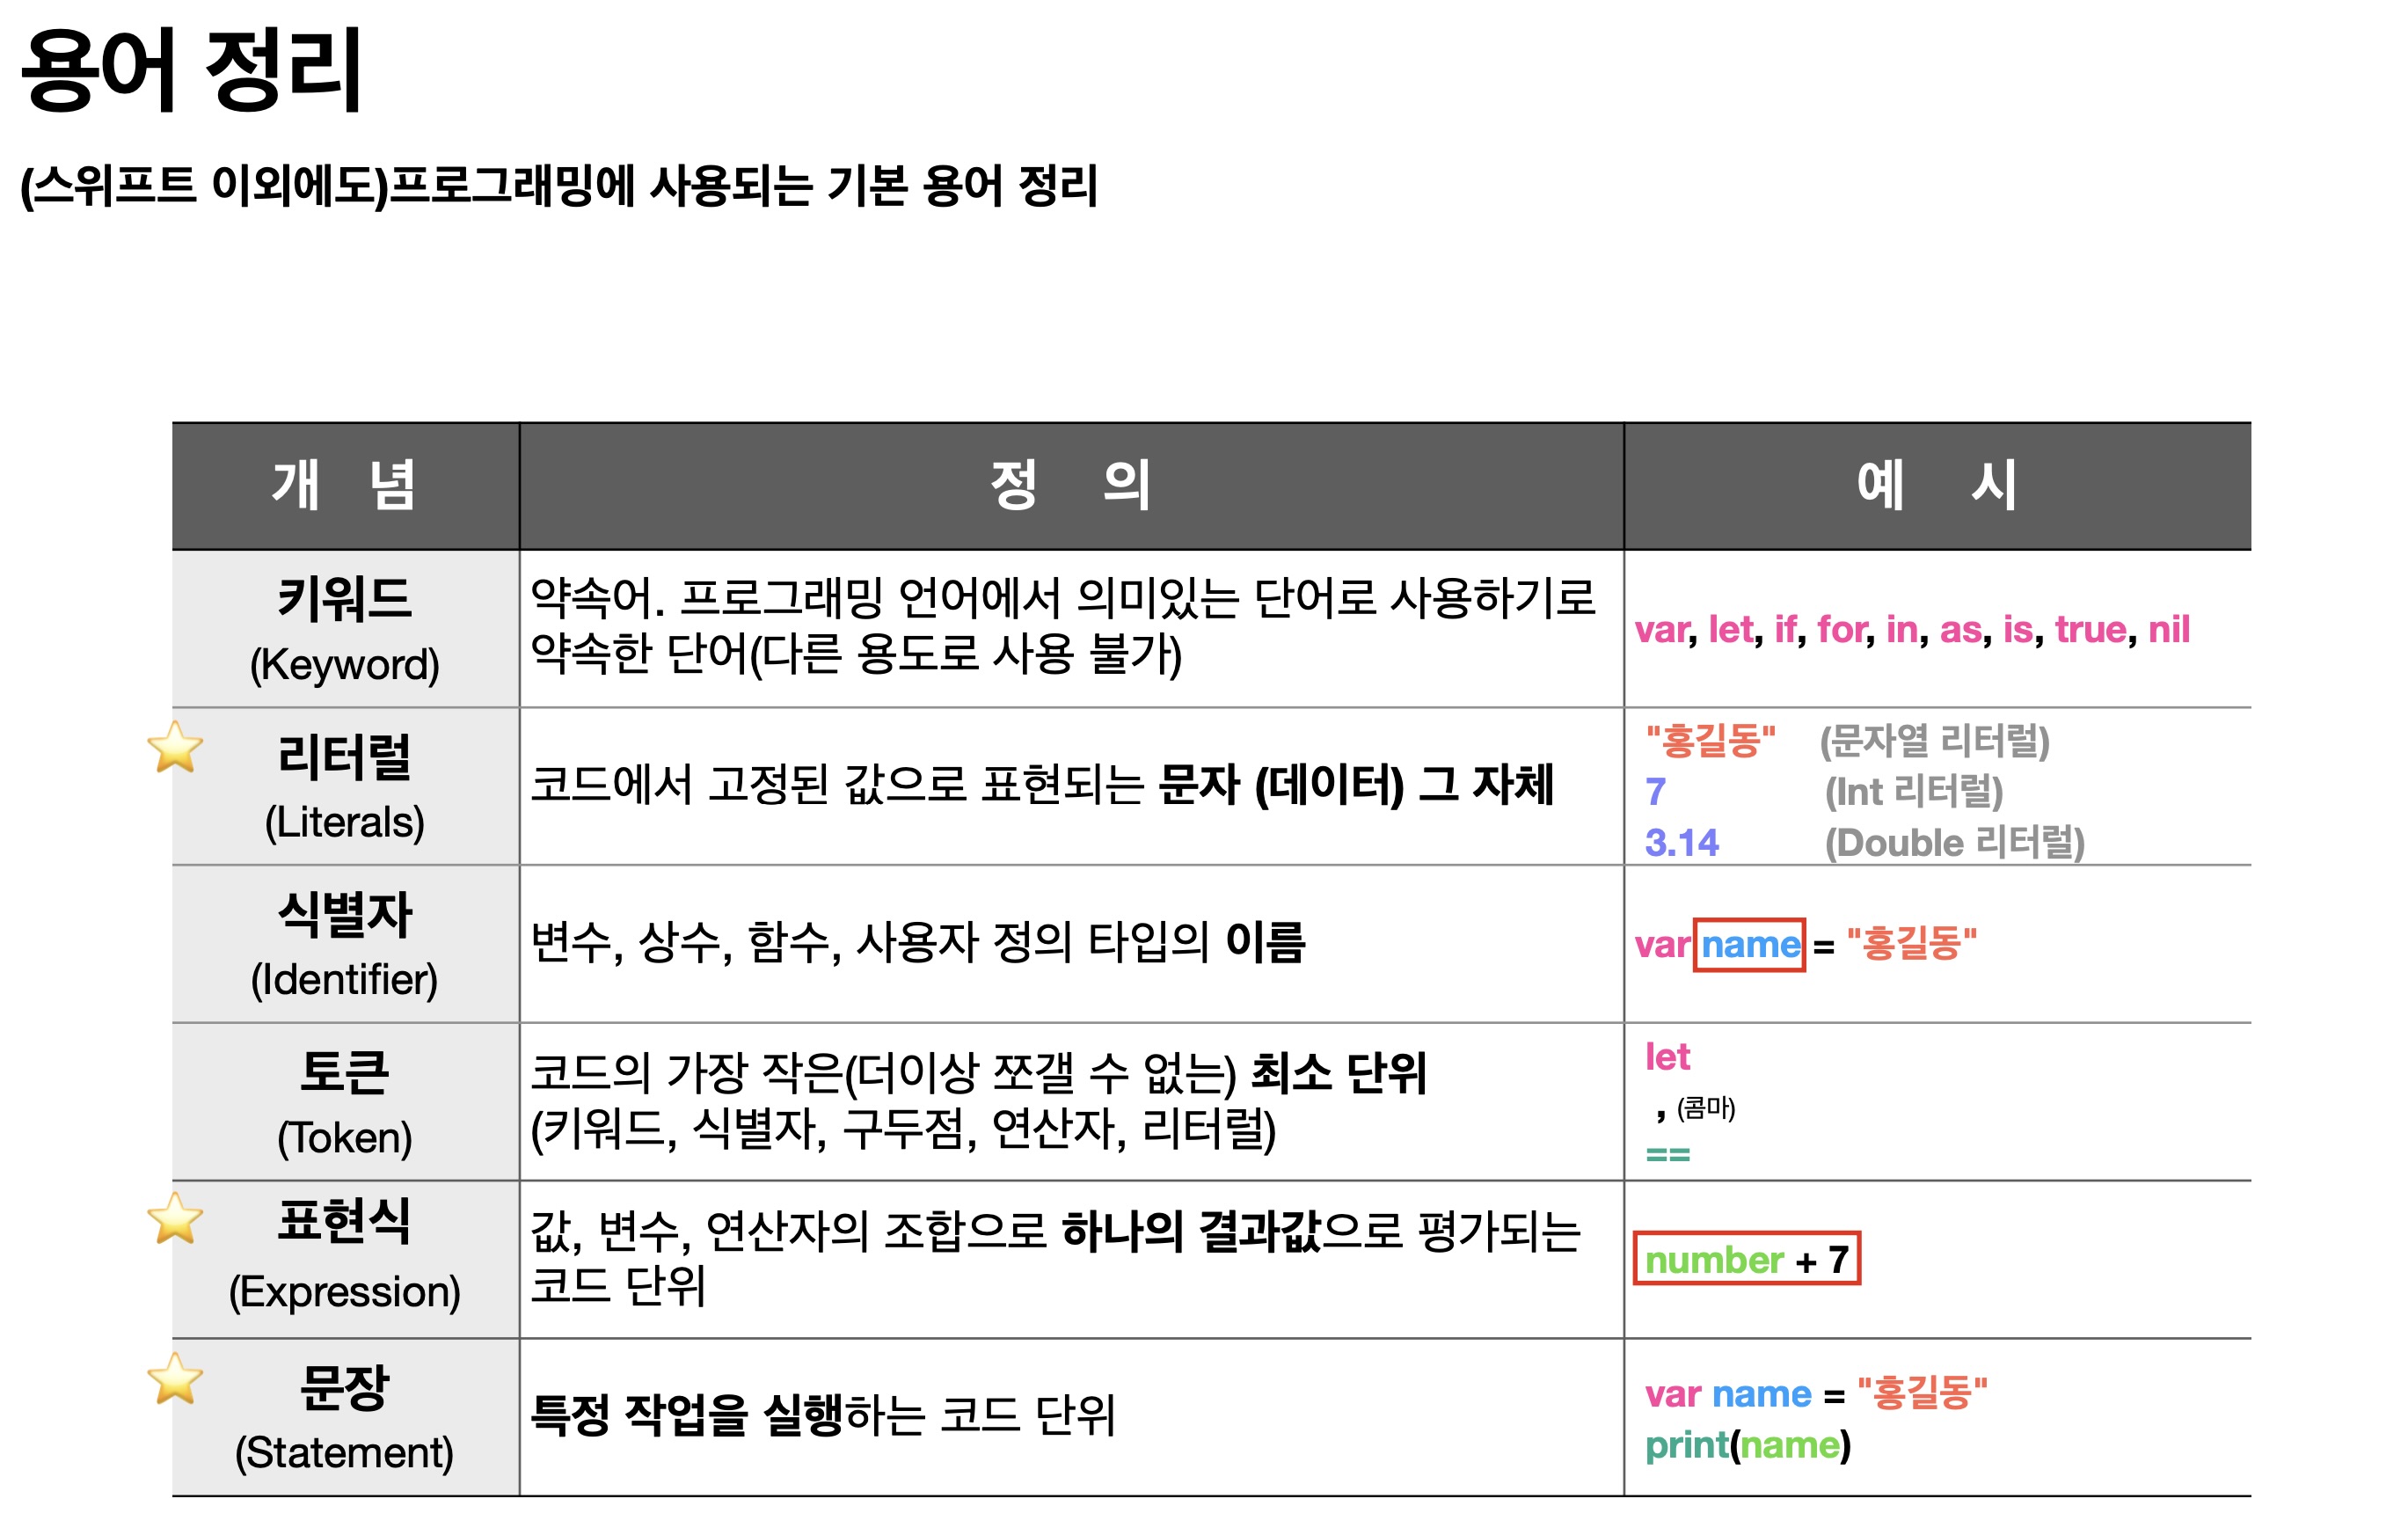 용어 정리
(스위프트 이외에도)프로그래밍에 사용되는 기본 용어 정리
개 념 정 의 예 시
키워드
(Keyword)
약속어. 프로그래밍 언어에서 의미있는 단어로 사용하기로
약속한 단어(다른 용도로 사용 불가)
var, let, if, for, in, as, is, true, nil
리터럴
(Literals)
코드에서 고정된 값으로 표현되는 문자 (데이터) 그 자체
"홍길동" (문자열 리터럴)
7 (Int 리터럴)
3.14 (Double 리터럴)
식별자
(Identifier)
변수, 상수, 함수, 사용자 정의 타입의 이름
var name = "홍길동"
토큰
(Token)
코드의 가장 작은(더이상 쪼갤 수 없는) 최소 단위
(키워드, 식별자, 구두점, 연산자, 리터럴)
let
, (콤마)
==
표현식
(Expression)
값, 변수, 연산자의 조합으로 하나의 결과값으로 평가되는
코드 단위
number + 7
문장
(Statement)
특정 작업을 실행하는 코드 단위
var name = "홍길동"
print(name)